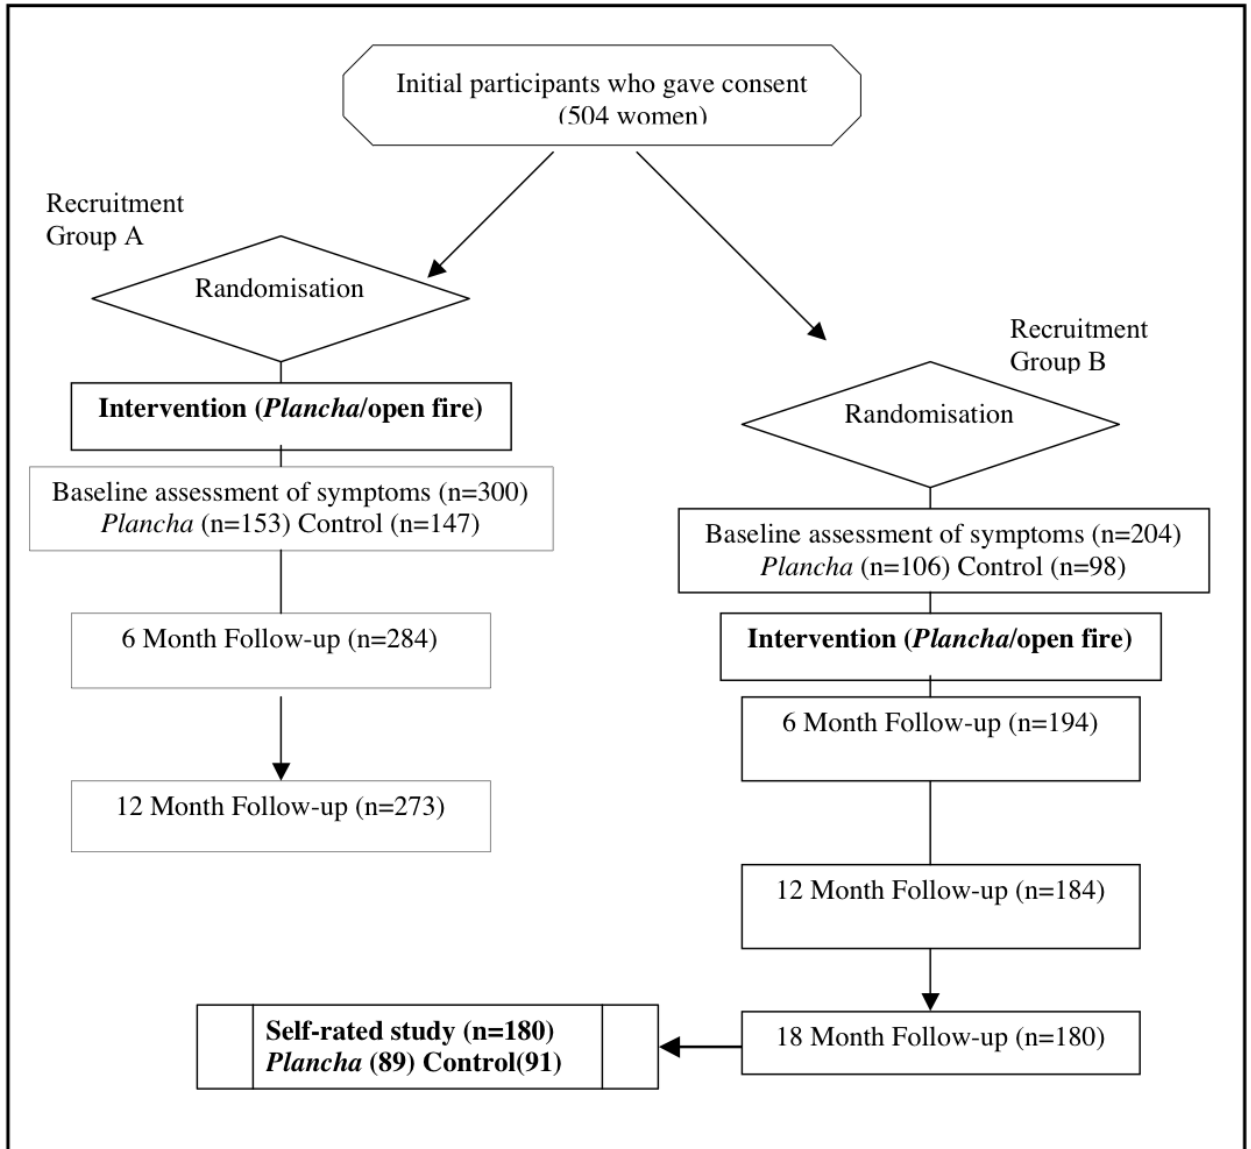 Initial participants who gave consent
(504 women)
Recruitment
Group A
Randomisation
Intervention (Plancha/open fire)
Baseline assessment of symptoms (n=300)
Plancha (n=153) Control (n=147)
6 Month Follow-up (n=284)
12 Month Follow-up (n=273)
Recruitment
Group B
Randomisation
Baseline assessment of symptoms (n=204)
Plancha (n=106) Control (n=98)
Intervention (Plancha/open fire)
6 Month Follow-up (n=194)
12 Month Follow-up (n=184)
18 Month Follow-up (n=180)
Self-rated study (n=180)
Plancha (89) Control(91)